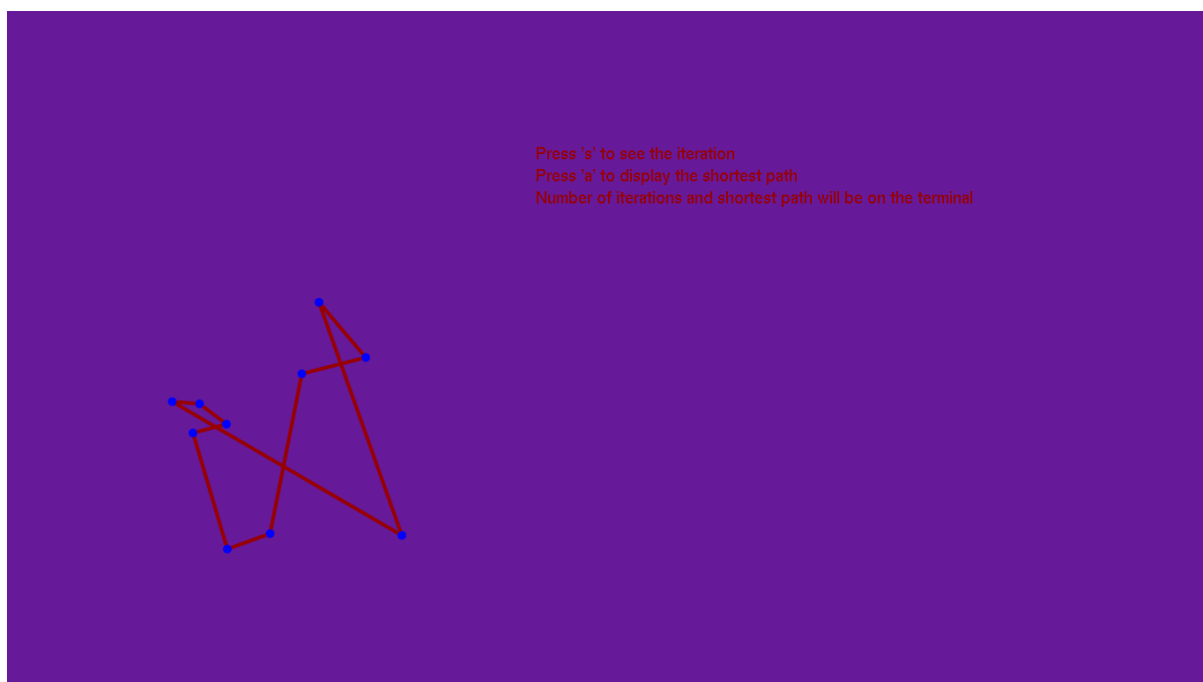 Press 's' to see the iteration
Press 'a' to display the shortest path
Number of iterations and shortest path will be on the terminal